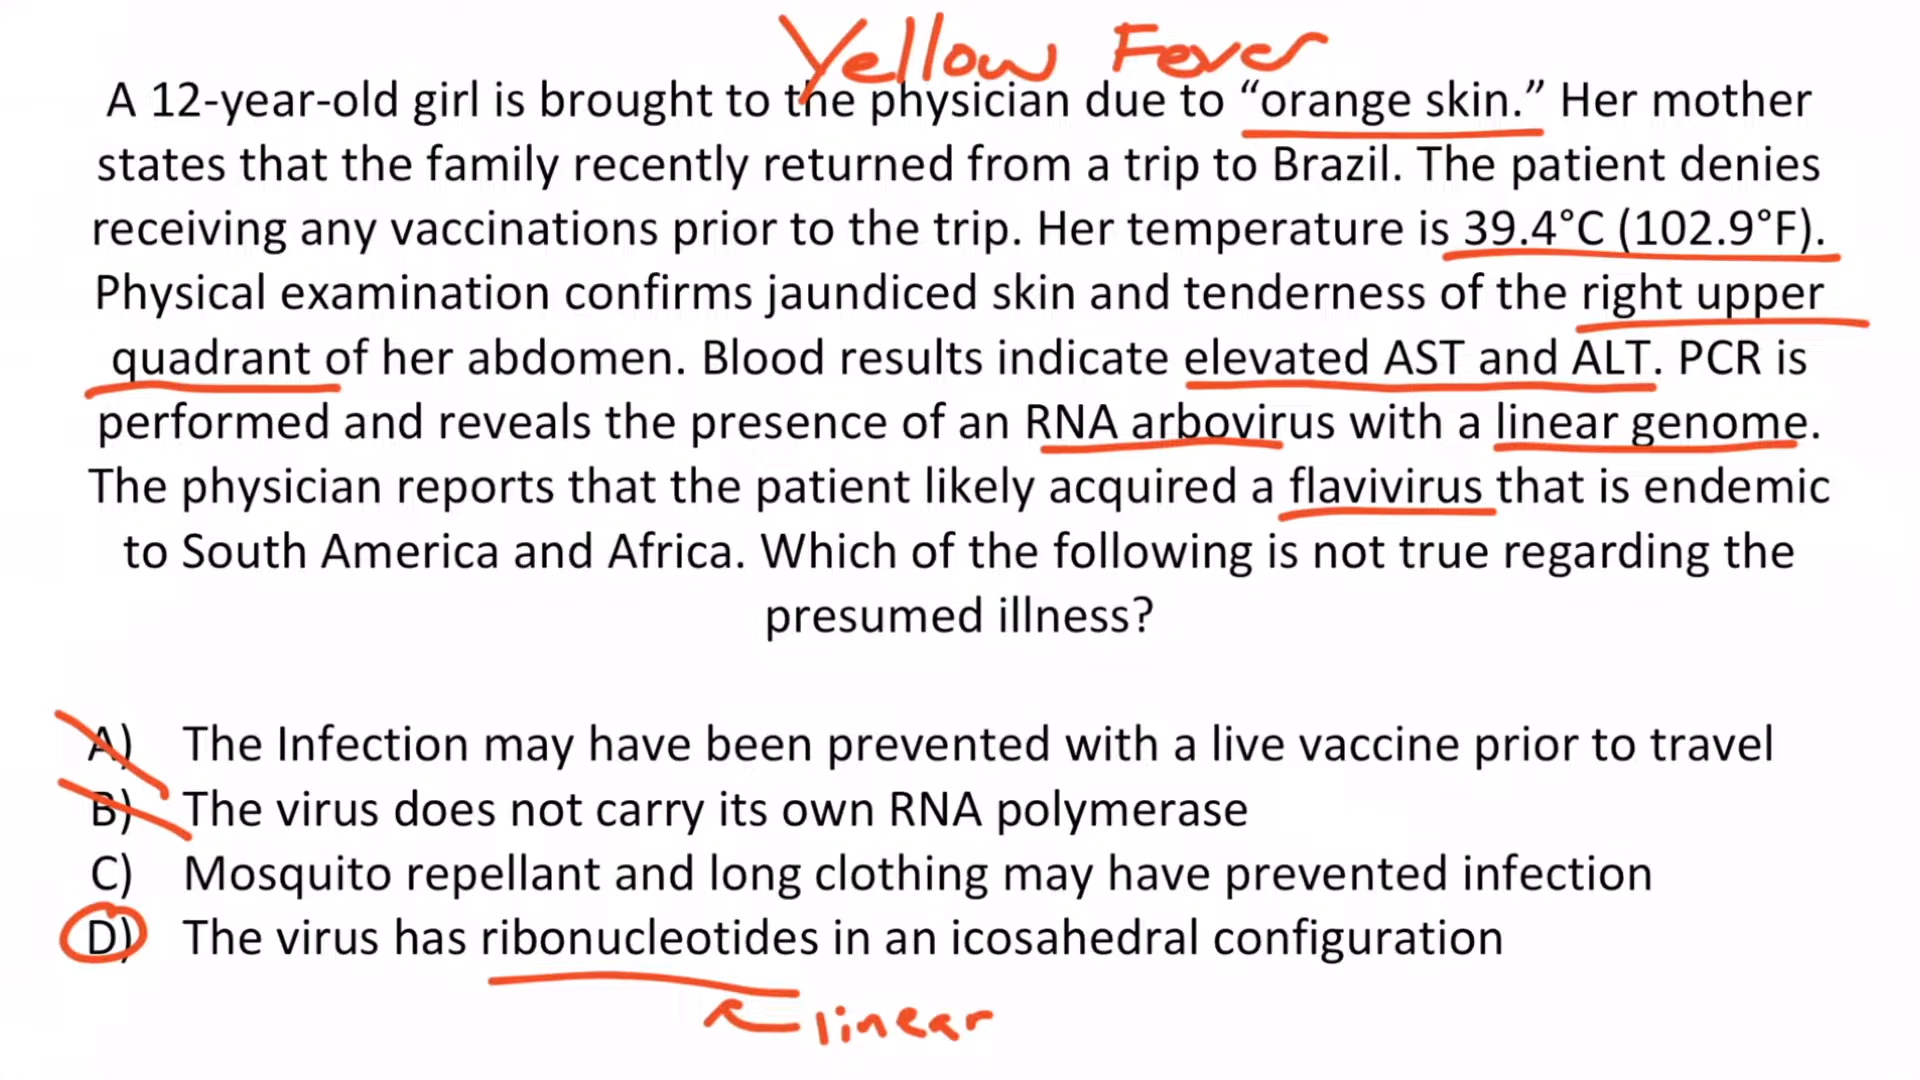 Yellow Fever
A 12-year-old girl is brought to the physician due to “orange skin.” Her mother
states that the family recently returned from a trip to Brazil. The patient denies
receiving any vaccinations prior to the trip. Her temperature is 39.4°C (102.9°F).
Physical examination confirms jaundiced skin and tenderness of the right upper
quadrant of her abdomen. Blood results indicate elevated AST and ALT. PCR is
performed and reveals the presence of an RNA arbovirus with a linear genome.
The physician reports that the patient likely acquired a flavivirus that is endemic
to South America and Africa. Which of the following is not true regarding the
presumed illness?
A) The Infection may have been prevented with a live vaccine prior to travel
B) The virus does not carry its own RNA polymerase
C) Mosquito repellant and long clothing may have prevented infection
D) The virus has ribonucleotides in an icosahedral configuration
linear